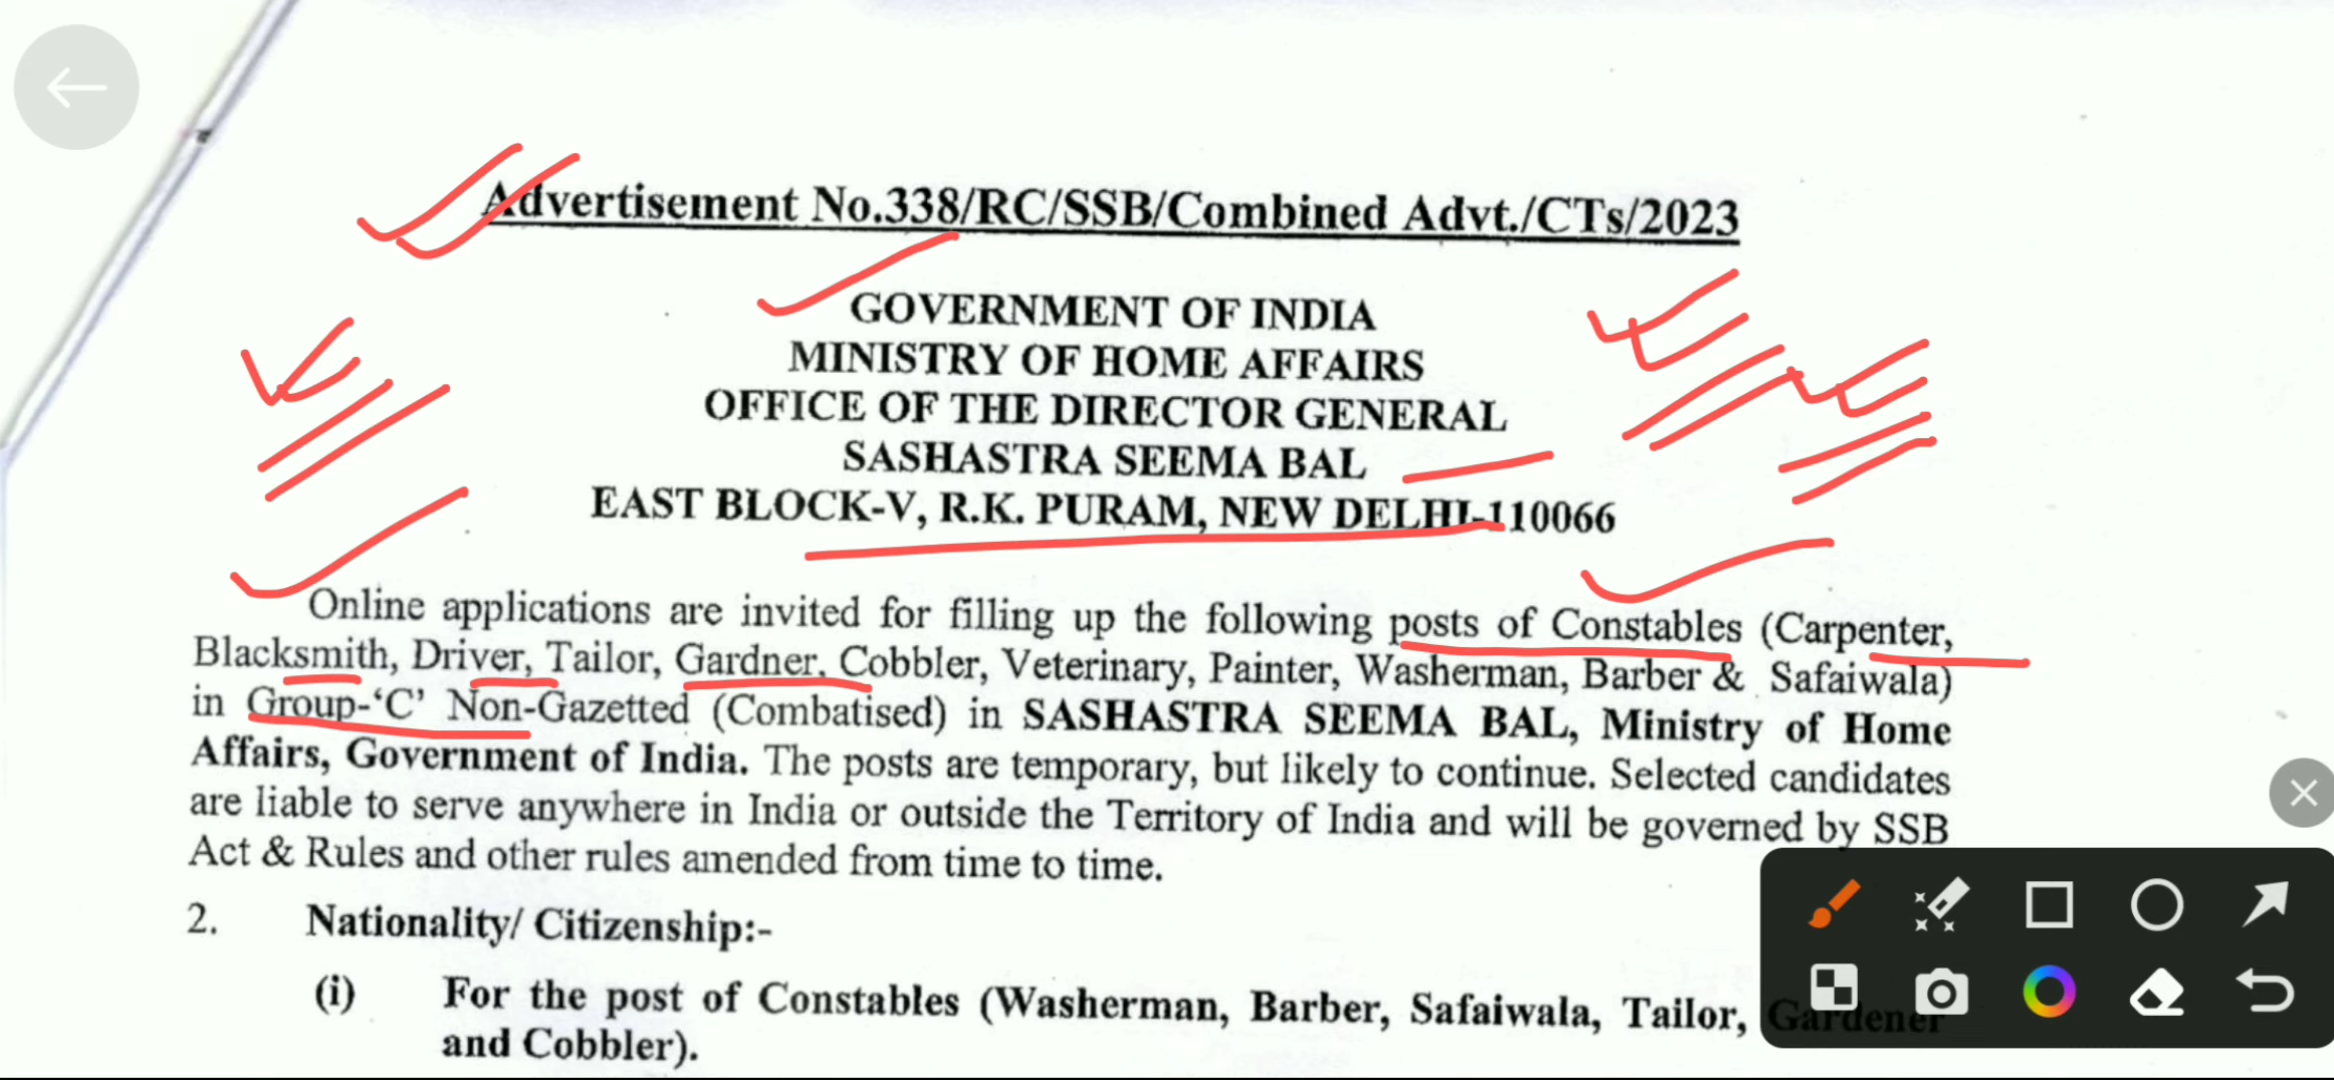 Advertisement No.338/RC/SSB/Combined Advt./CTs/2023
GOVERNMENT OF INDIA
MINISTRY OF HOME AFFAIRS
OFFICE OF THE DIRECTOR GENERAL
SASHASTRA SEEMA BAL
EAST BLOCK-V, R.K. PURAM, NEW DELHI-110066
Online applications are invited for filling up the following posts of Constables (Carpenter,
Blacksmith, Driver, Tailor, Gardner, Cobbler, Veterinary, Painter, Washerman, Barber & Safaiwala)
in Group-‘C’ Non-Gazetted (Combatised) in SASHASTRA SEEMA BAL, Ministry of Home
Affairs, Government of India. The posts are temporary, but likely to continue. Selected candidates
are liable to serve anywhere in India or outside the Territory of India and will be governed by SSB
Act & Rules and other rules amended from time to time.
2. Nationality/ Citizenship:-
(i) For the post of Constables (Washerman, Barber, Safaiwala, Tailor, Gardener
and Cobbler).